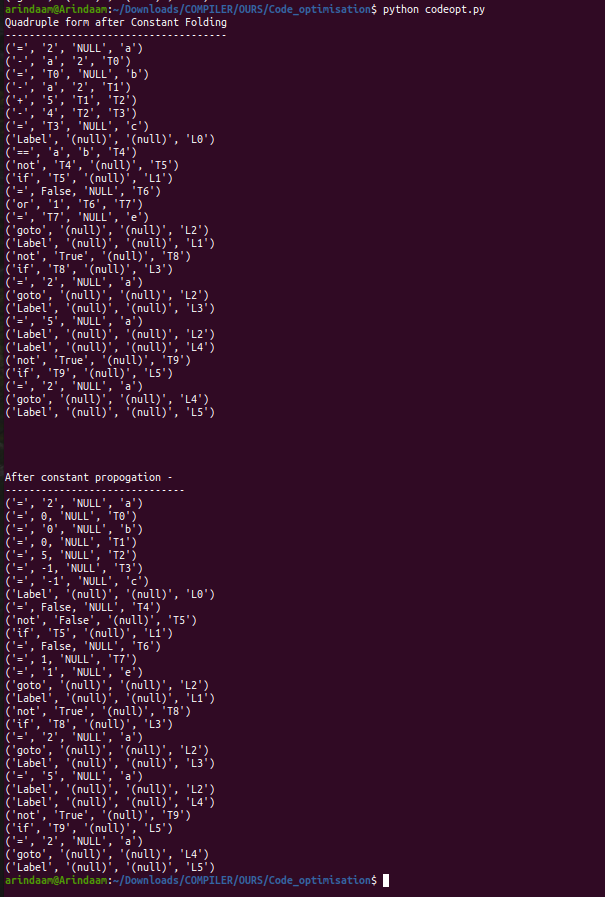 arindaam@Arindaam:~/Downloads/COMPILER/OURS/Code_optimisation$ python codeopt.py
Quadruple form after Constant Folding
-------------------------------------
('=', '2', 'NULL', 'a')
('-', 'a', '2', 'T0')
('=', 'T0', 'NULL', 'b')
('-', 'a', '2', 'T1')
('+', '5', 'T1', 'T2')
('-', '4', 'T2', 'T3')
('=', 'T3', 'NULL', 'c')
('Label', '(null)', '(null)', 'L0')
('==', 'a', 'b', 'T4')
('not', 'T4', '(null)', 'T5')
('if', 'T5', '(null)', 'L1')
('=', False, 'NULL', 'T6')
('or', '1', 'T6', 'T7')
('=', 'T7', 'NULL', 'e')
('goto', '(null)', '(null)', 'L2')
('Label', '(null)', '(null)', 'L1')
('not', 'True', '(null)', 'T8')
('if', 'T8', '(null)', 'L3')
('=', '2', 'NULL', 'a')
('goto', '(null)', '(null)', 'L2')
('Label', '(null)', '(null)', 'L3')
('=', '5', 'NULL', 'a')
('Label', '(null)', '(null)', 'L2')
('Label', '(null)', '(null)', 'L4')
('not', 'True', '(null)', 'T9')
('if', 'T9', '(null)', 'L5')
('=', '2', 'NULL', 'a')
('goto', '(null)', '(null)', 'L4')
('Label', '(null)', '(null)', 'L5')
After constant propogation -
------------------------------
('=', '2', 'NULL', 'a')
('=', 0, 'NULL', 'T0')
('=', '0', 'NULL', 'b')
('=', 0, 'NULL', 'T1')
('=', 5, 'NULL', 'T2')
('=', -1, 'NULL', 'T3')
('=', '-1', 'NULL', 'c')
('Label', '(null)', '(null)', 'L0')
('=', False, 'NULL', 'T4')
('not', 'False', '(null)', 'T5')
('if', 'T5', '(null)', 'L1')
('=', False, 'NULL', 'T6')
('=', 1, 'NULL', 'T7')
('=', '1', 'NULL', 'e')
('goto', '(null)', '(null)', 'L2')
('Label', '(null)', '(null)', 'L1')
('not', 'True', '(null)', 'T8')
('if', 'T8', '(null)', 'L3')
('=', '2', 'NULL', 'a')
('goto', '(null)', '(null)', 'L2')
('Label', '(null)', '(null)', 'L3')
('=', '5', 'NULL', 'a')
('Label', '(null)', '(null)', 'L2')
('Label', '(null)', '(null)', 'L4')
('not', 'True', '(null)', 'T9')
('if', 'T9', '(null)', 'L5')
('=', '2', 'NULL', 'a')
('goto', '(null)', '(null)', 'L4')
('Label', '(null)', '(null)', 'L5')
arindaam@Arindaam:~/Downloads/COMPILER/OURS/Code_optimisation$